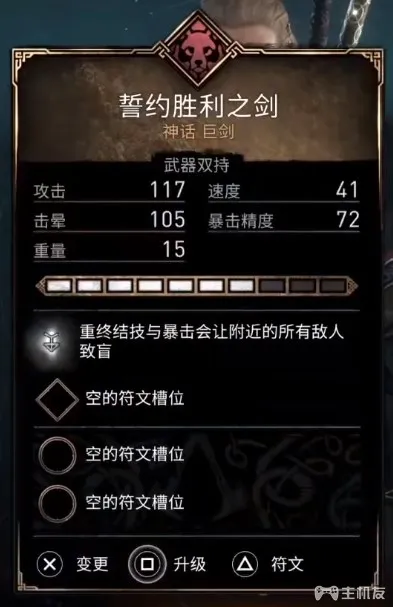 誓约胜利之剑
神话 巨剑
武器双持
攻击 117 速度 41
击晕 105 暴击精度 72
重量 15
重终结技与暴击会让附近的所有敌人
致盲
空的符文槽位
空的符文槽位
空的符文槽位
变更 升级 符文
主机友